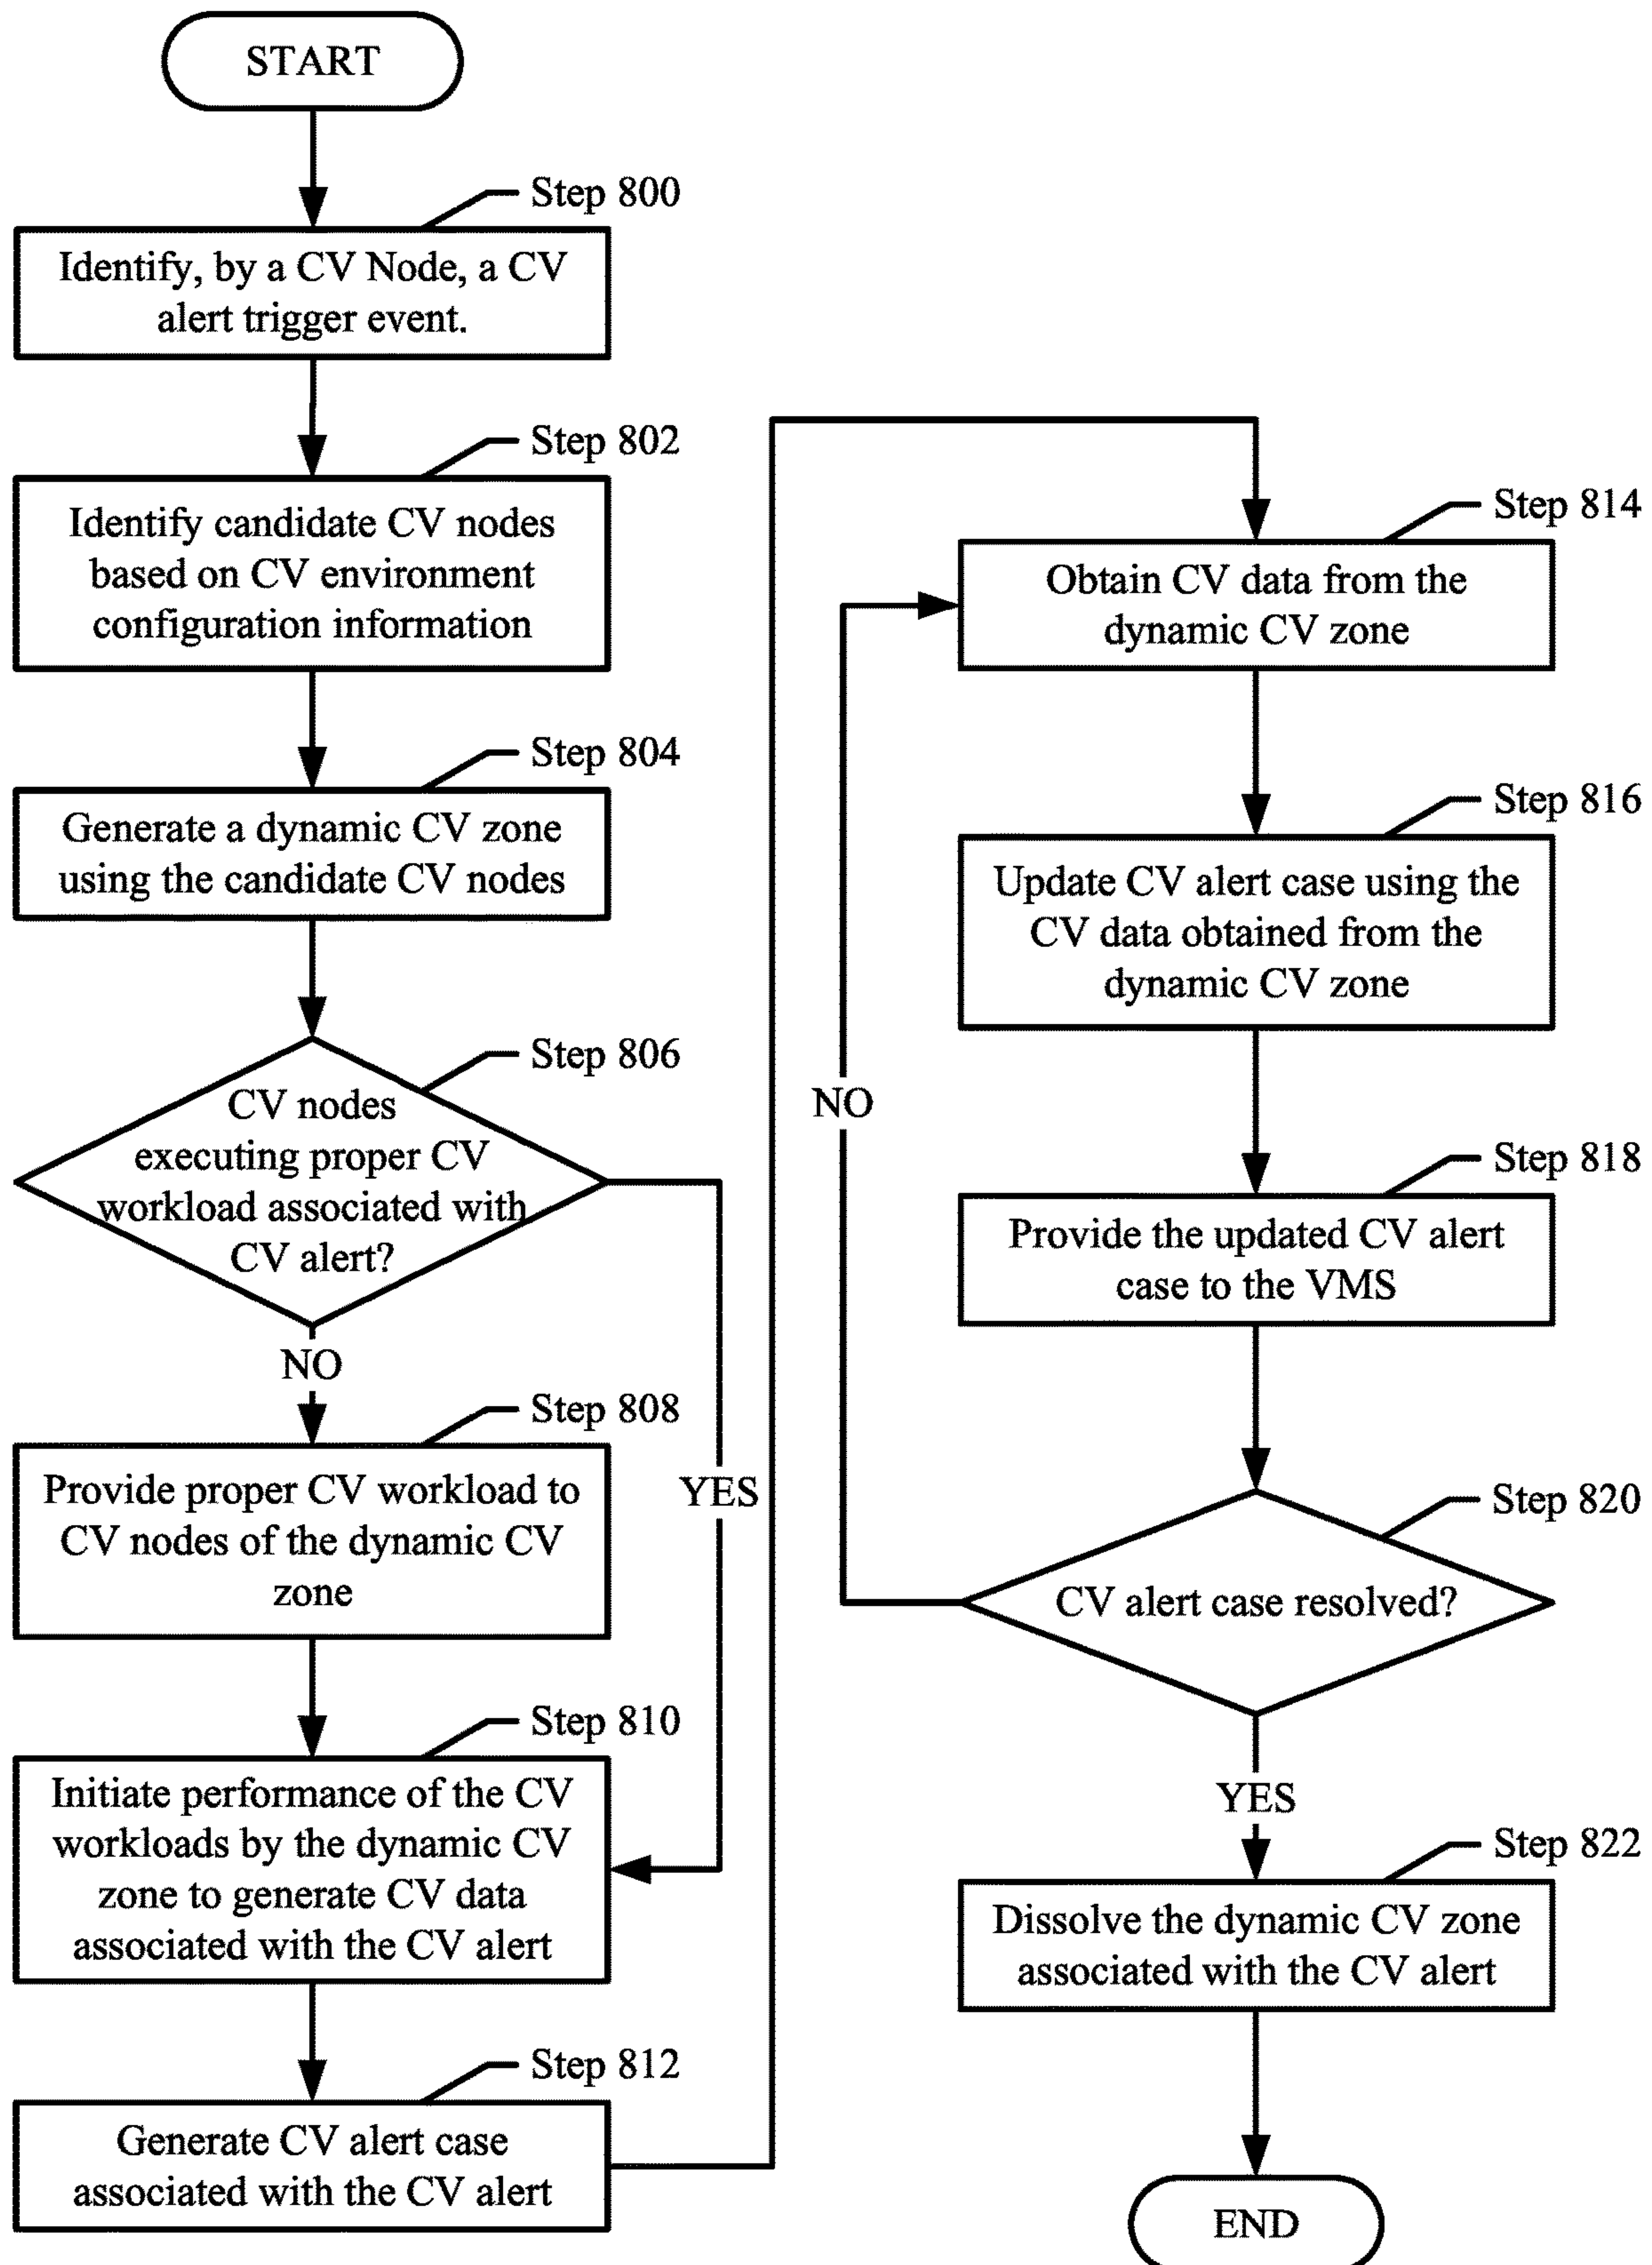 START
Step 800
Identify, by a CV Node, a CV
alert trigger event.
Step 802
Identify candidate CV nodes
based on CV environment
configuration information
Step 804
Generate a dynamic CV zone
using the candidate CV nodes
Step 806
CV nodes
executing proper CV
workload associated with
CV alert?
NO
YES
Step 808
Provide proper CV workload to
CV nodes of the dynamic CV
zone
Step 810
Initiate performance of the CV
workloads by the dynamic CV
zone to generate CV data
associated with the CV alert
Step 812
Generate CV alert case
associated with the CV alert
Step 814
Obtain CV data from the
dynamic CV zone
Step 816
Update CV alert case using the
CV data obtained from the
dynamic CV zone
Step 818
Provide the updated CV alert
case to the VMS
Step 820
CV alert case resolved?
NO
YES
Step 822
Dissolve the dynamic CV zone
associated with the CV alert
END